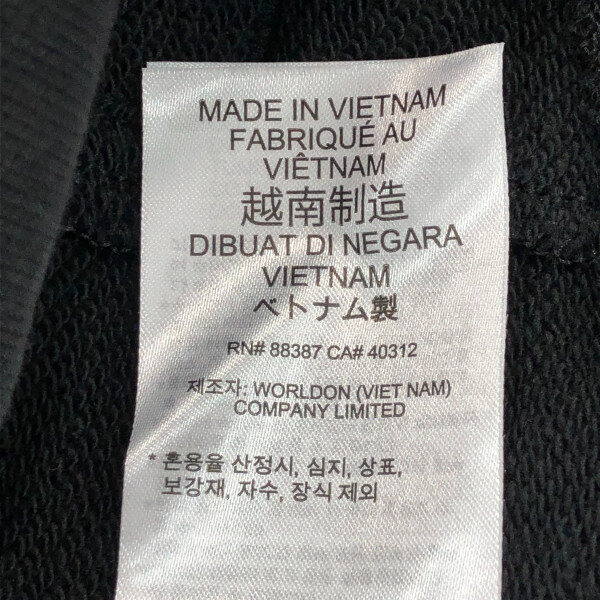 MADE IN VIETNAM
FABRIQUÉ AU
VIÊTNAM
越南制造
DIBUAT DI NEGARA
VIETNAM
ベトナム製
RN# 88387 CA# 40312
제조자: WORLDON (VIET NAM)
COMPANY LIMITED
* 혼용율 산정시, 심지, 상표,
보강재, 자수, 장식 제외